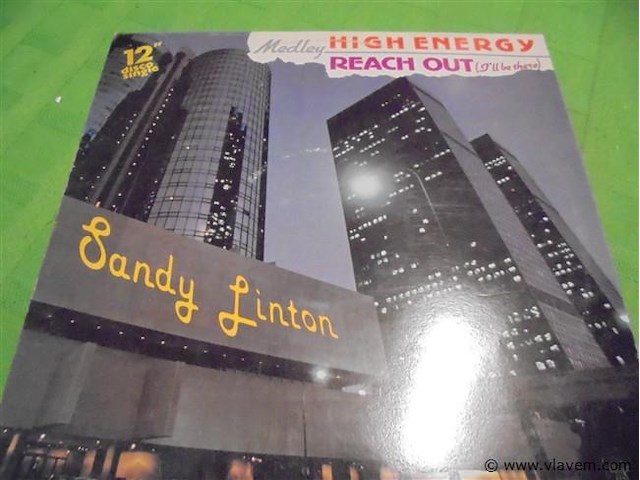 12"
disco
single
Medley HIGH ENERGY
REACH OUT (I'll be there)
Sandy Linton
© www.vlavem.com